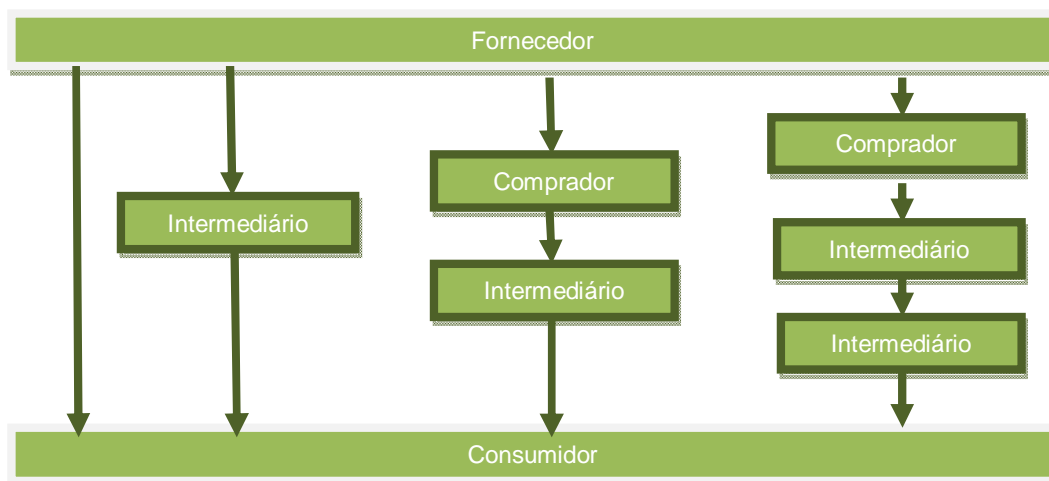 Fornecedor
Intermediário
Comprador
Intermediário
Comprador
Intermediário
Intermediário
Consumidor